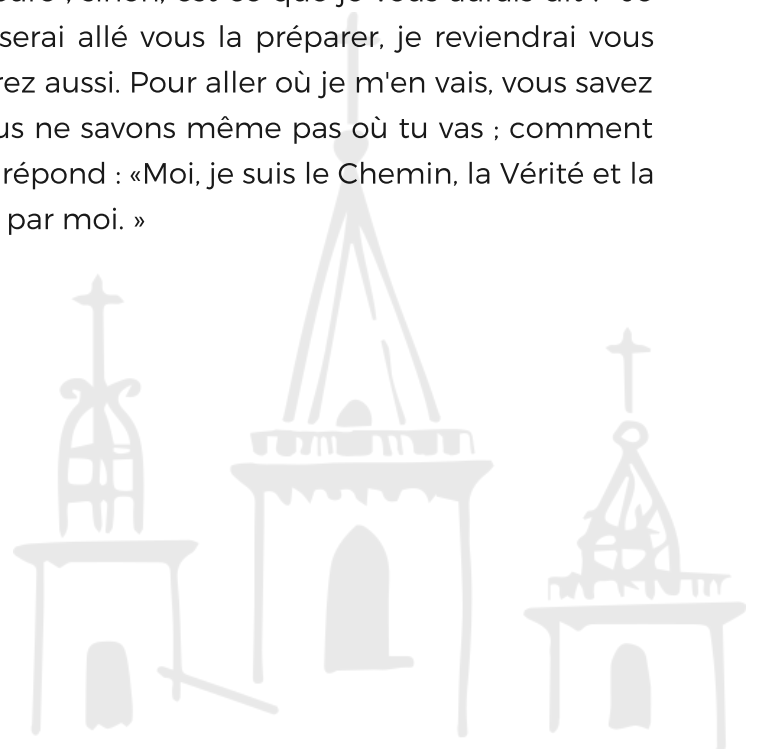 serai allé vous la préparer, je reviendrai vous
rez aussi. Pour aller où je m'en vais, vous savez
us ne savons même pas où tu vas ; comment
répond : «Moi, je suis le Chemin, la Vérité et la
par moi. »